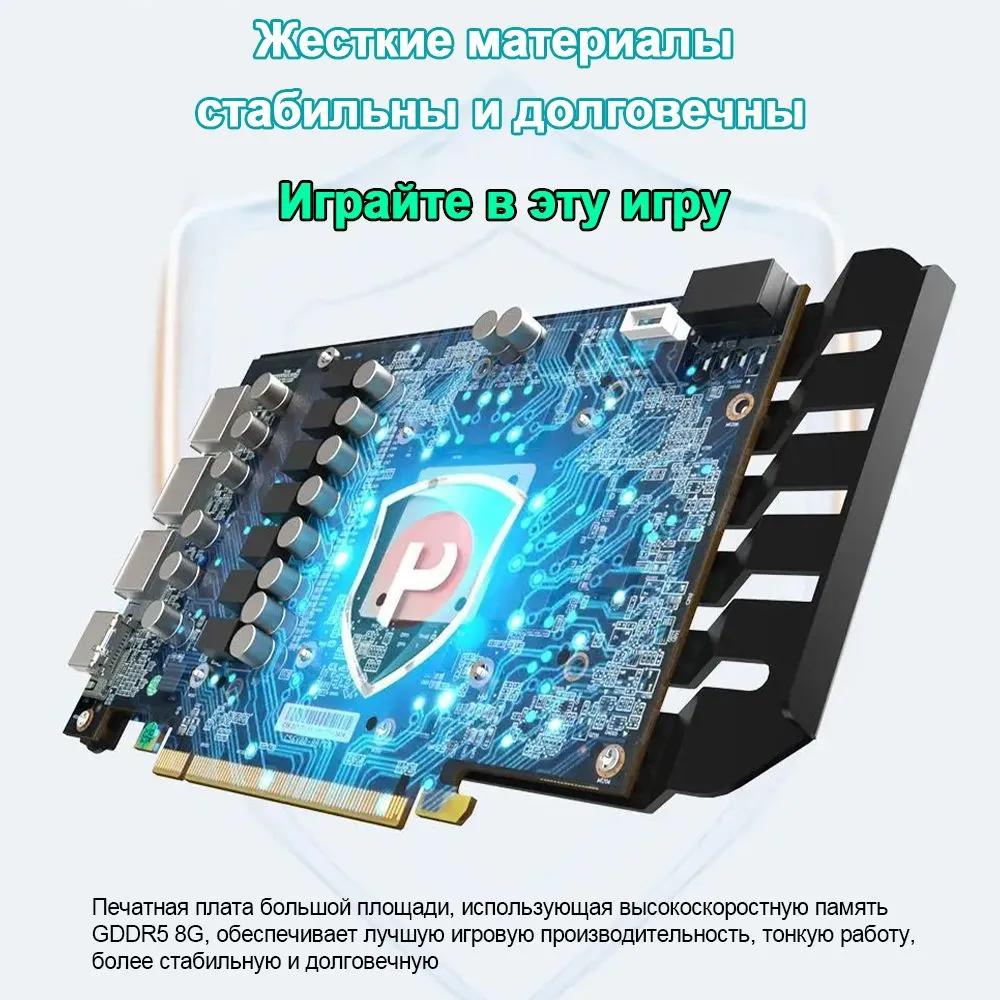 Жесткие материалы
стабильны и долговечны
Играйте в эту игру
Печатная плата большой площади, использующая высокоскоростную память
GDDR5 8G, обеспечивает лучшую игровую производительность, тонкую работу,
более стабильную и долговечную